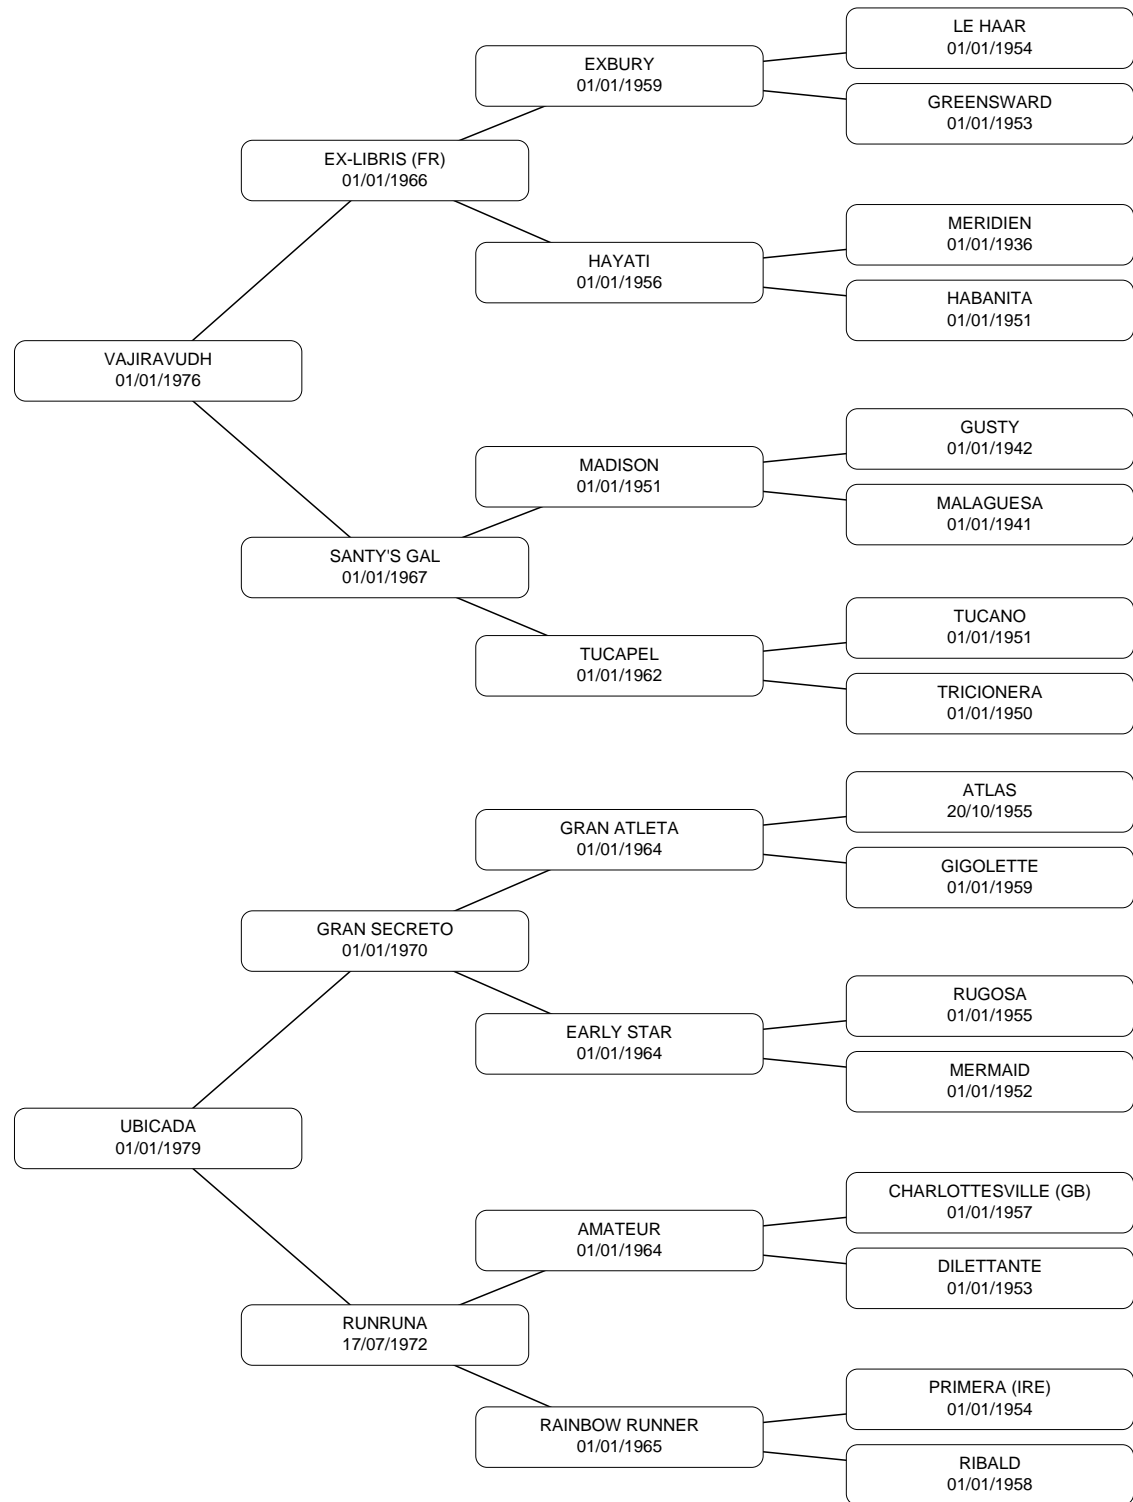 LE HAAR
01/01/1954
EXBURY
01/01/1959
GREENSWARD
01/01/1953
EX-LIBRIS (FR)
01/01/1966
MERIDIEN
01/01/1936
HAYATI
01/01/1956
HABANITA
01/01/1951
VAJIRAVUDH
01/01/1976
GUSTY
01/01/1942
MADISON
01/01/1951
MALAGUESA
01/01/1941
SANTY'S GAL
01/01/1967
TUCANO
01/01/1951
TUCAPEL
01/01/1962
TRICIONERA
01/01/1950
ATLAS
20/10/1955
GRAN ATLETA
01/01/1964
GIGOLETTE
01/01/1959
GRAN SECRETO
01/01/1970
RUGOSA
01/01/1955
EARLY STAR
01/01/1964
MERMAID
01/01/1952
UBICADA
01/01/1979
CHARLOTTESVILLE (GB)
01/01/1957
AMATEUR
01/01/1964
DILETTANTE
01/01/1953
RUNRUNA
17/07/1972
PRIMERA (IRE)
01/01/1954
RAINBOW RUNNER
01/01/1965
RIBALD
01/01/1958